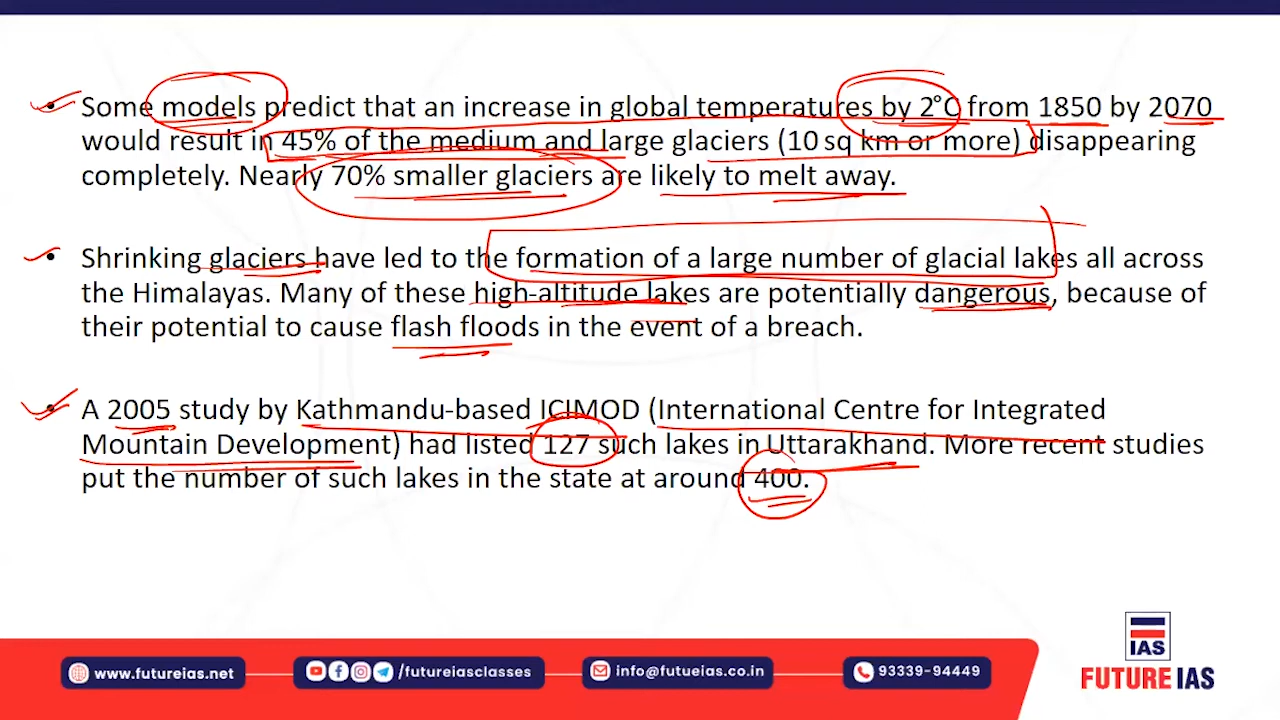 • Some models predict that an increase in global temperatures by 2°C from 1850 by 2070
would result in 45% of the medium and large glaciers (10 sq km or more) disappearing
completely. Nearly 70% smaller glaciers are likely to melt away.
• Shrinking glaciers have led to the formation of a large number of glacial lakes all across
the Himalayas. Many of these high-altitude lakes are potentially dangerous, because of
their potential to cause flash floods in the event of a breach.
• A 2005 study by Kathmandu-based ICIMOD (International Centre for Integrated
Mountain Development) had listed 127 such lakes in Uttarakhand. More recent studies
put the number of such lakes in the state at around 400.
IAS
www.futureias.net
/futureiasclasses
info@futueias.co.in
93339-94449
FUTURE IAS